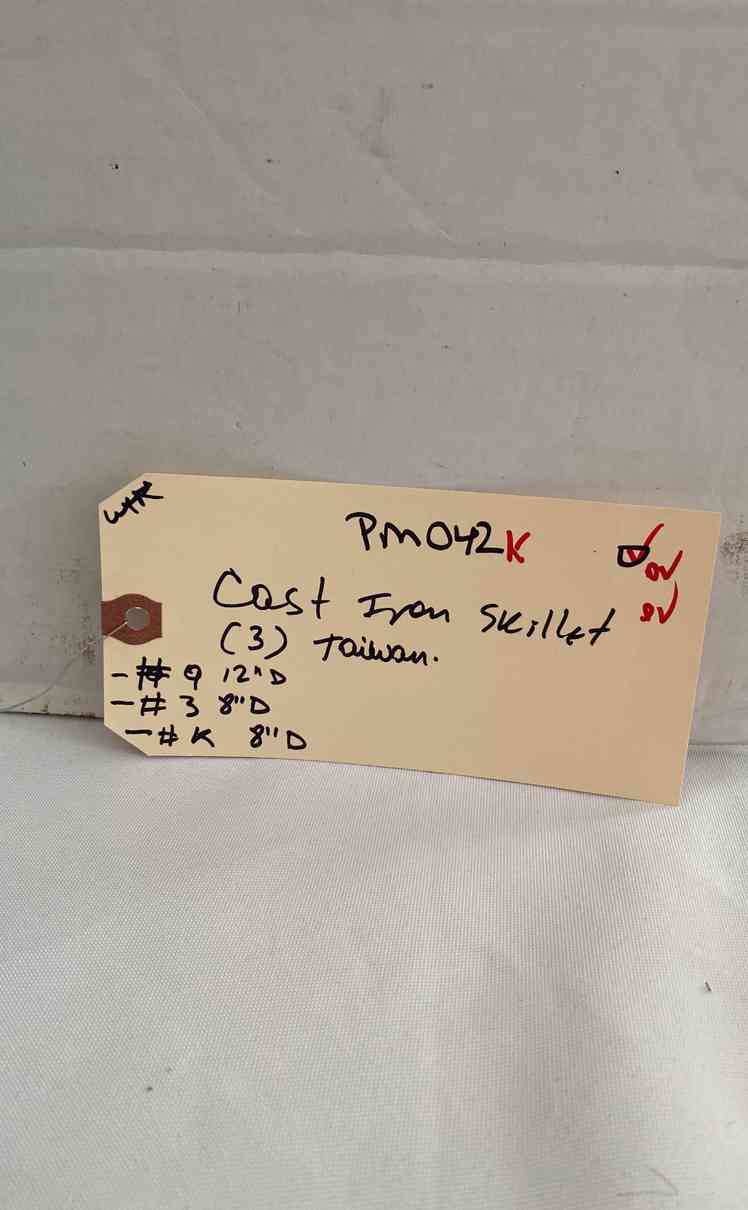 PM042K
Cast Iron Skillet
(3) Taiwan.
- # 9 12"D
- # 3 8"D
- # K 8"D